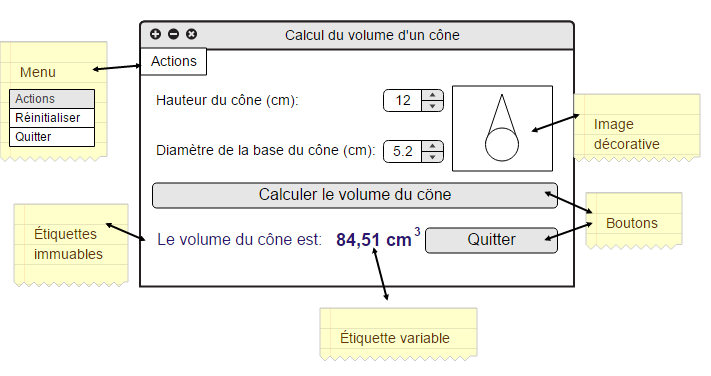 Calcul du volume d'un cône
Actions
Menu
Actions
Réinitialiser
Quitter
Hauteur du cône (cm):
12
Image
décorative
Diamètre de la base du cône (cm):
5.2
Calculer le volume du cöne
Boutons
Étiquettes
immuables
Le volume du cône est: 84,51 cm3
Quitter
Étiquette variable